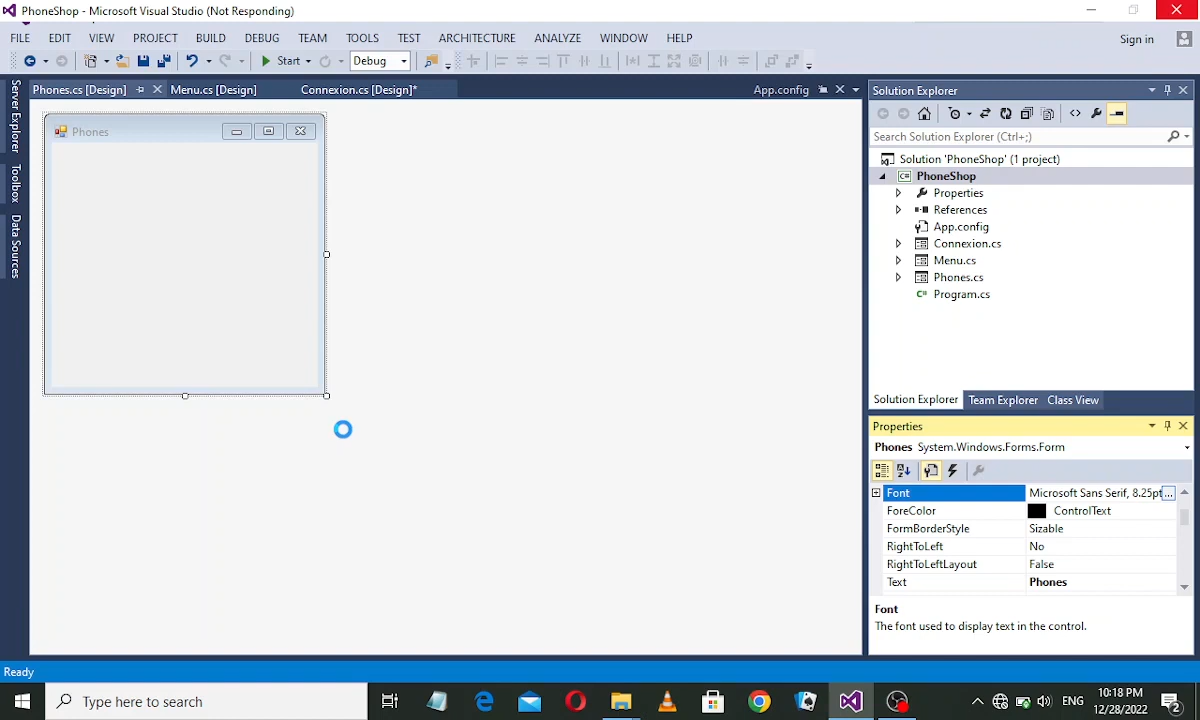 PhoneShop - Microsoft Visual Studio (Not Responding)
FILE EDIT VIEW PROJECT BUILD DEBUG TEAM TOOLS TEST ARCHITECTURE ANALYZE WINDOW HELP
Sign in
Start Debug
Server Explorer
Toolbox
Data Sources
Phones.cs [Design] Menu.cs [Design] Connexion.cs [Design]* App.config
Phones
Solution Explorer
Search Solution Explorer (Ctrl+;)
Solution 'PhoneShop' (1 project)
PhoneShop
Properties
References
App.config
Connexion.cs
Menu.cs
Phones.cs
Program.cs
Solution Explorer Team Explorer Class View
Properties
Phones System.Windows.Forms.Form
Font Microsoft Sans Serif, 8.25pt ...
ForeColor ControlText
FormBorderStyle Sizable
RightToLeft No
RightToLeftLayout False
Text Phones
Font
The font used to display text in the control.
Ready
Type here to search
ENG
10:18 PM
12/28/2022
2